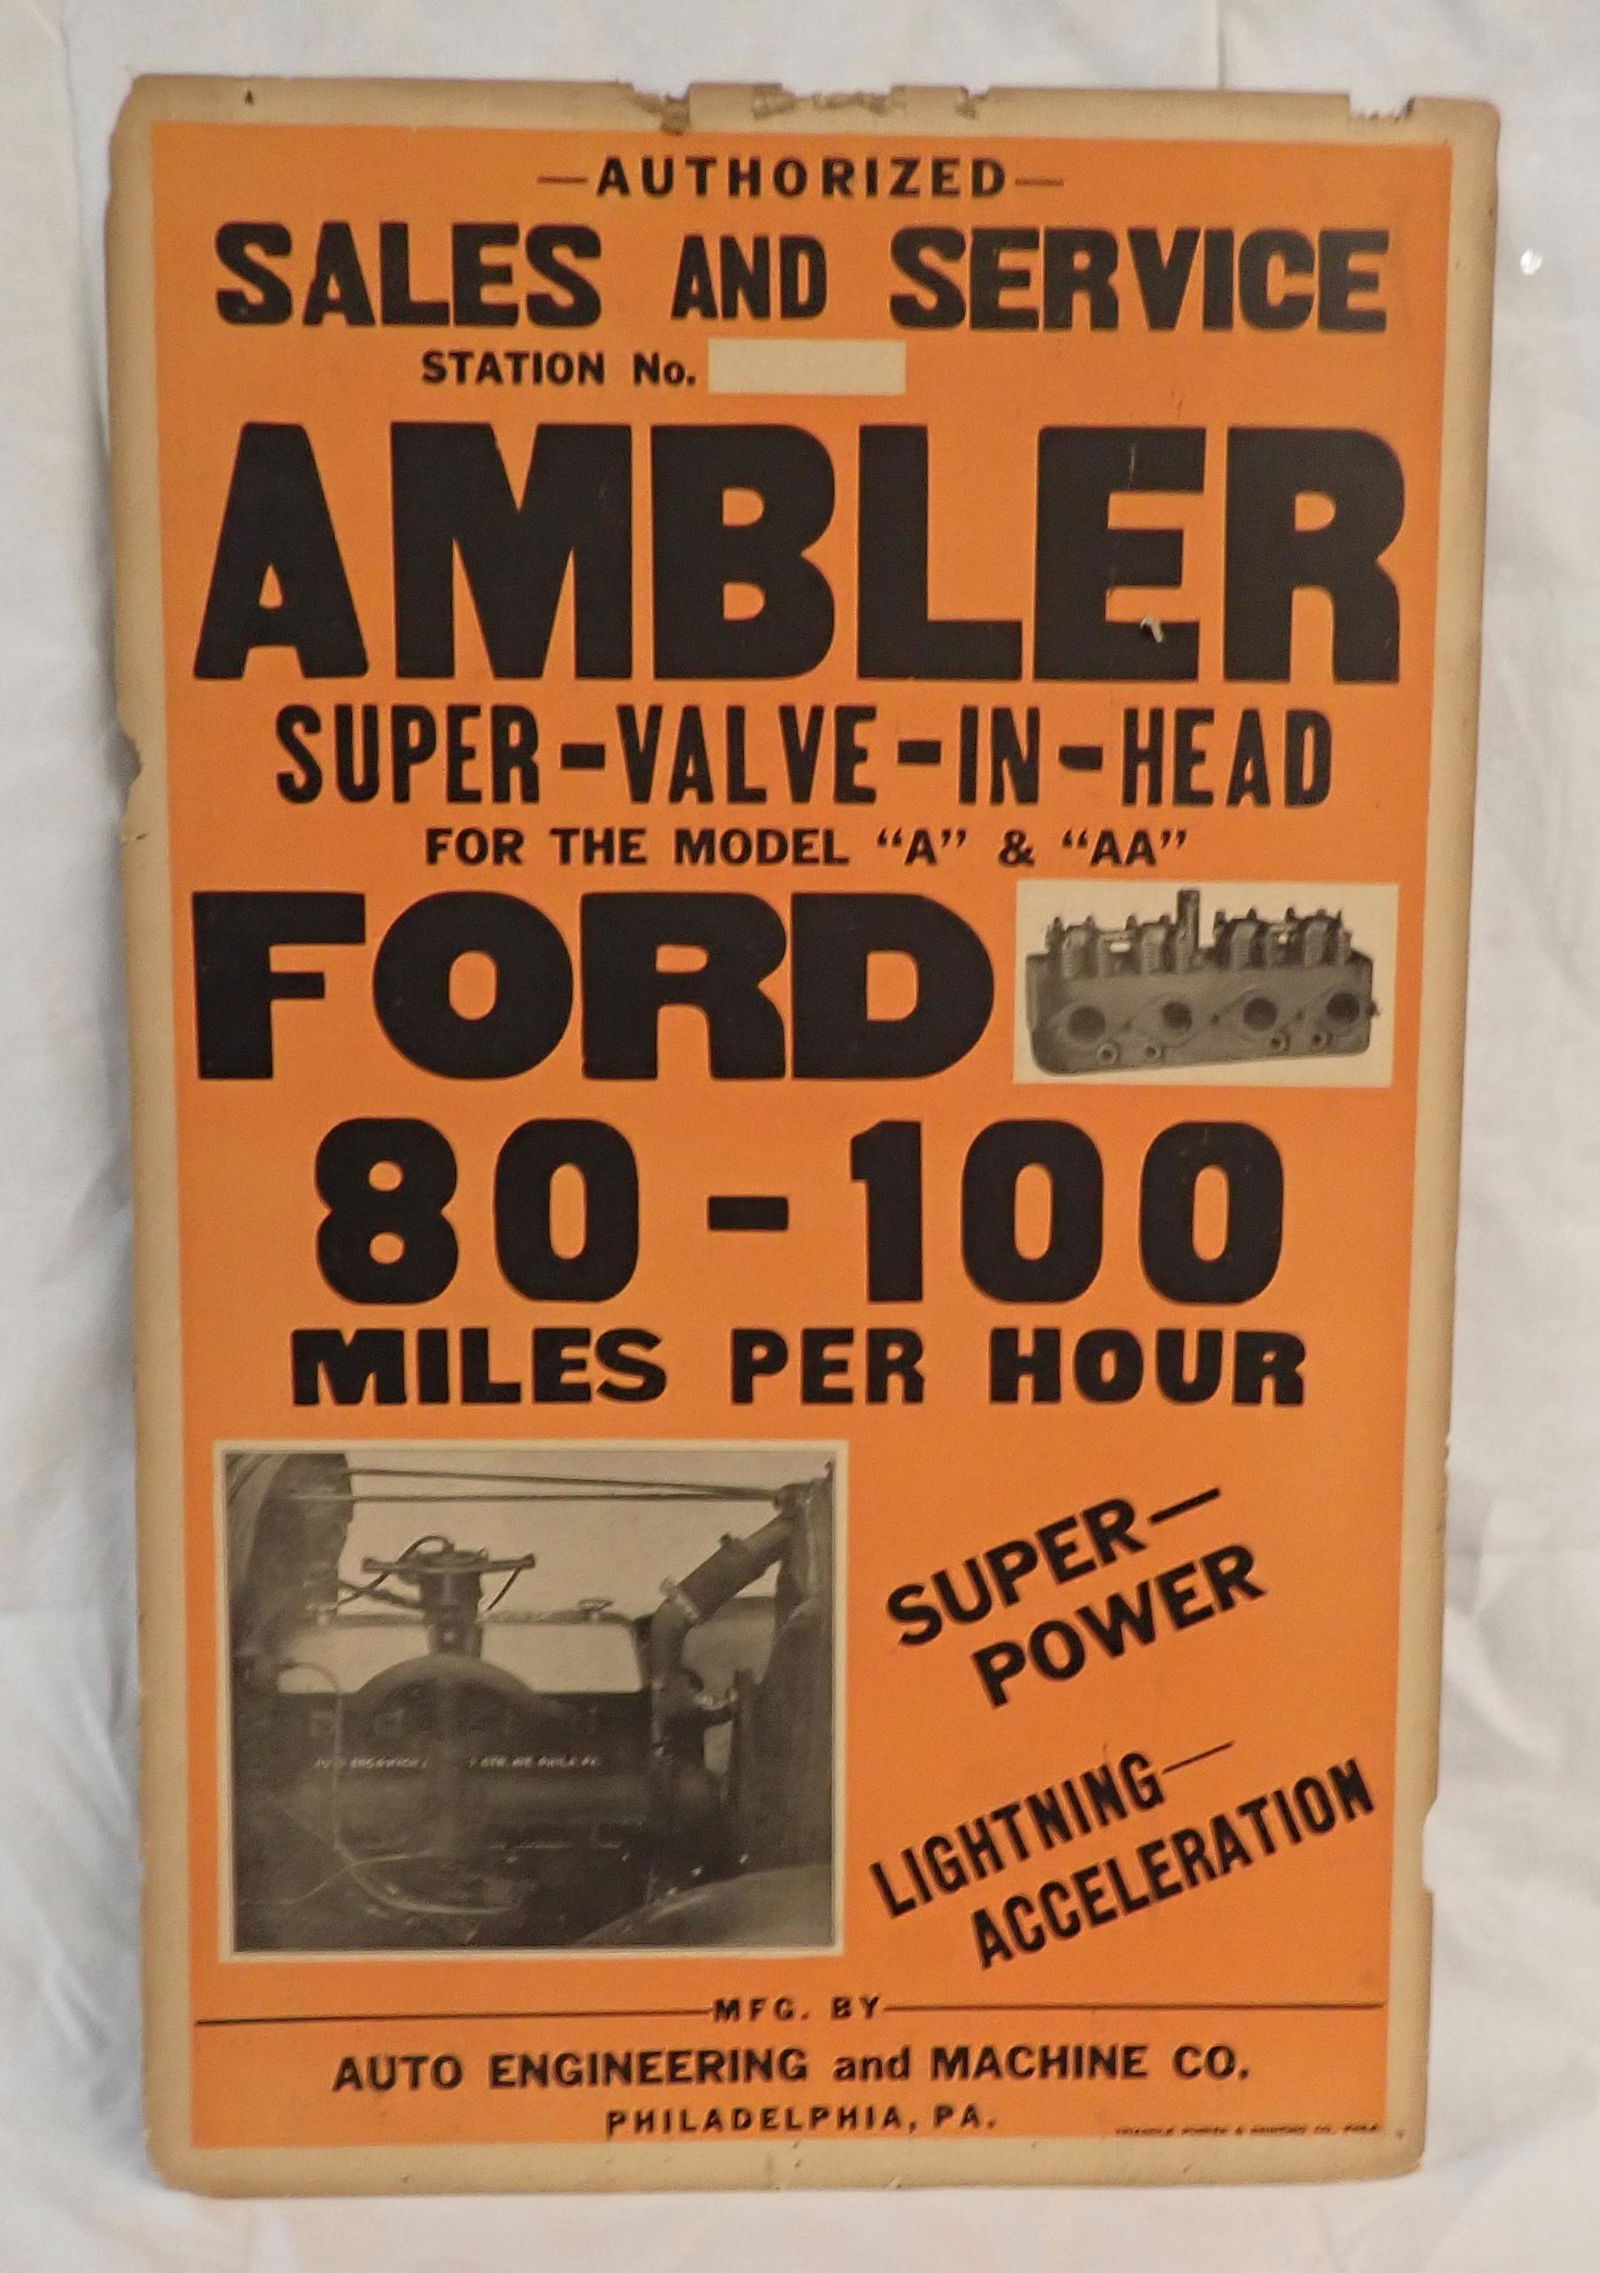 —AUTHORIZED—
SALES AND SERVICE
STATION No.
AMBLER
SUPER-VALVE-IN-HEAD
FOR THE MODEL “A” & “AA”
FORD
80-100
MILES PER HOUR
SUPER—
POWER
LIGHTNING—
ACCELERATION
MFG. BY
AUTO ENGINEERING and MACHINE CO.
PHILADELPHIA, PA.